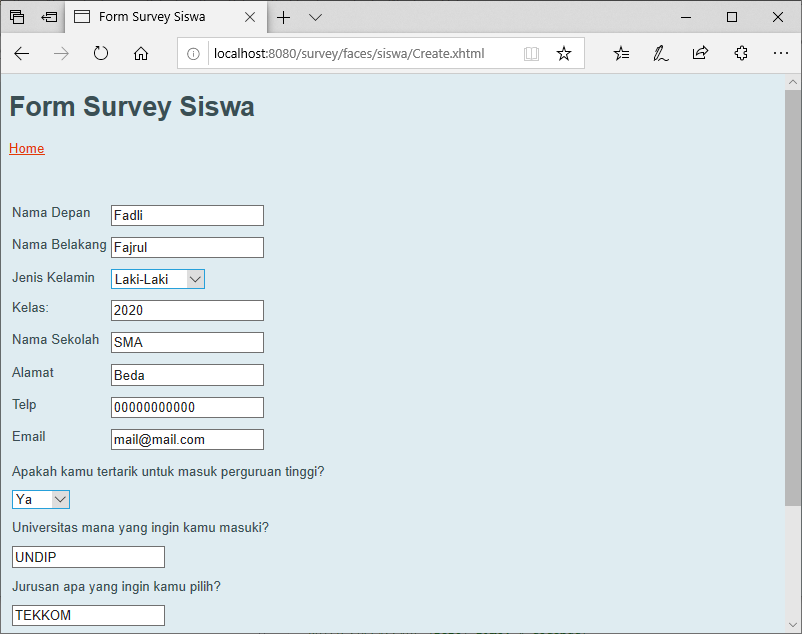 Form Survey Siswa
localhost:8080/survey/faces/siswa/Create.xhtml
Form Survey Siswa
Home
Nama Depan Fadli
Nama Belakang Fajrul
Jenis Kelamin Laki-Laki
Kelas: 2020
Nama Sekolah SMA
Alamat Beda
Telp 00000000000
Email mail@mail.com
Apakah kamu tertarik untuk masuk perguruan tinggi?
Ya
Universitas mana yang ingin kamu masuki?
UNDIP
Jurusan apa yang ingin kamu pilih?
TEKKOM